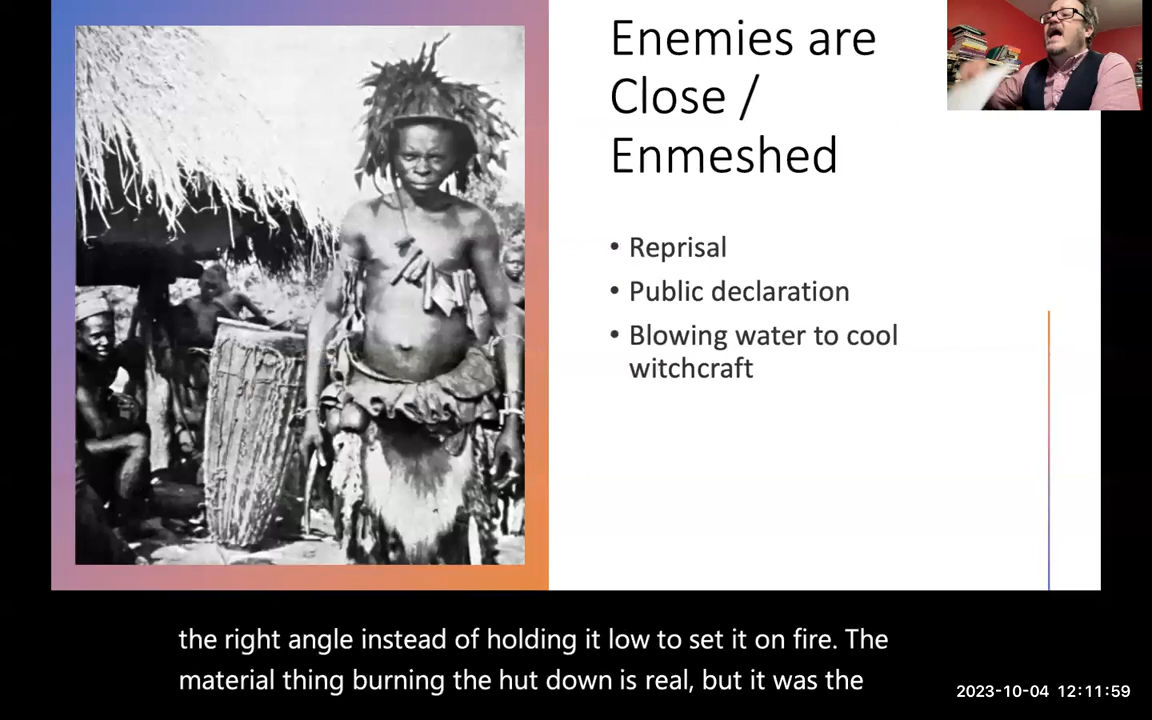 Enemies are
Close /
Enmeshed
• Reprisal
• Public declaration
• Blowing water to cool
witchcraft
the right angle instead of holding it low to set it on fire. The
material thing burning the hut down is real, but it was the
2023-10-04 12:11:59